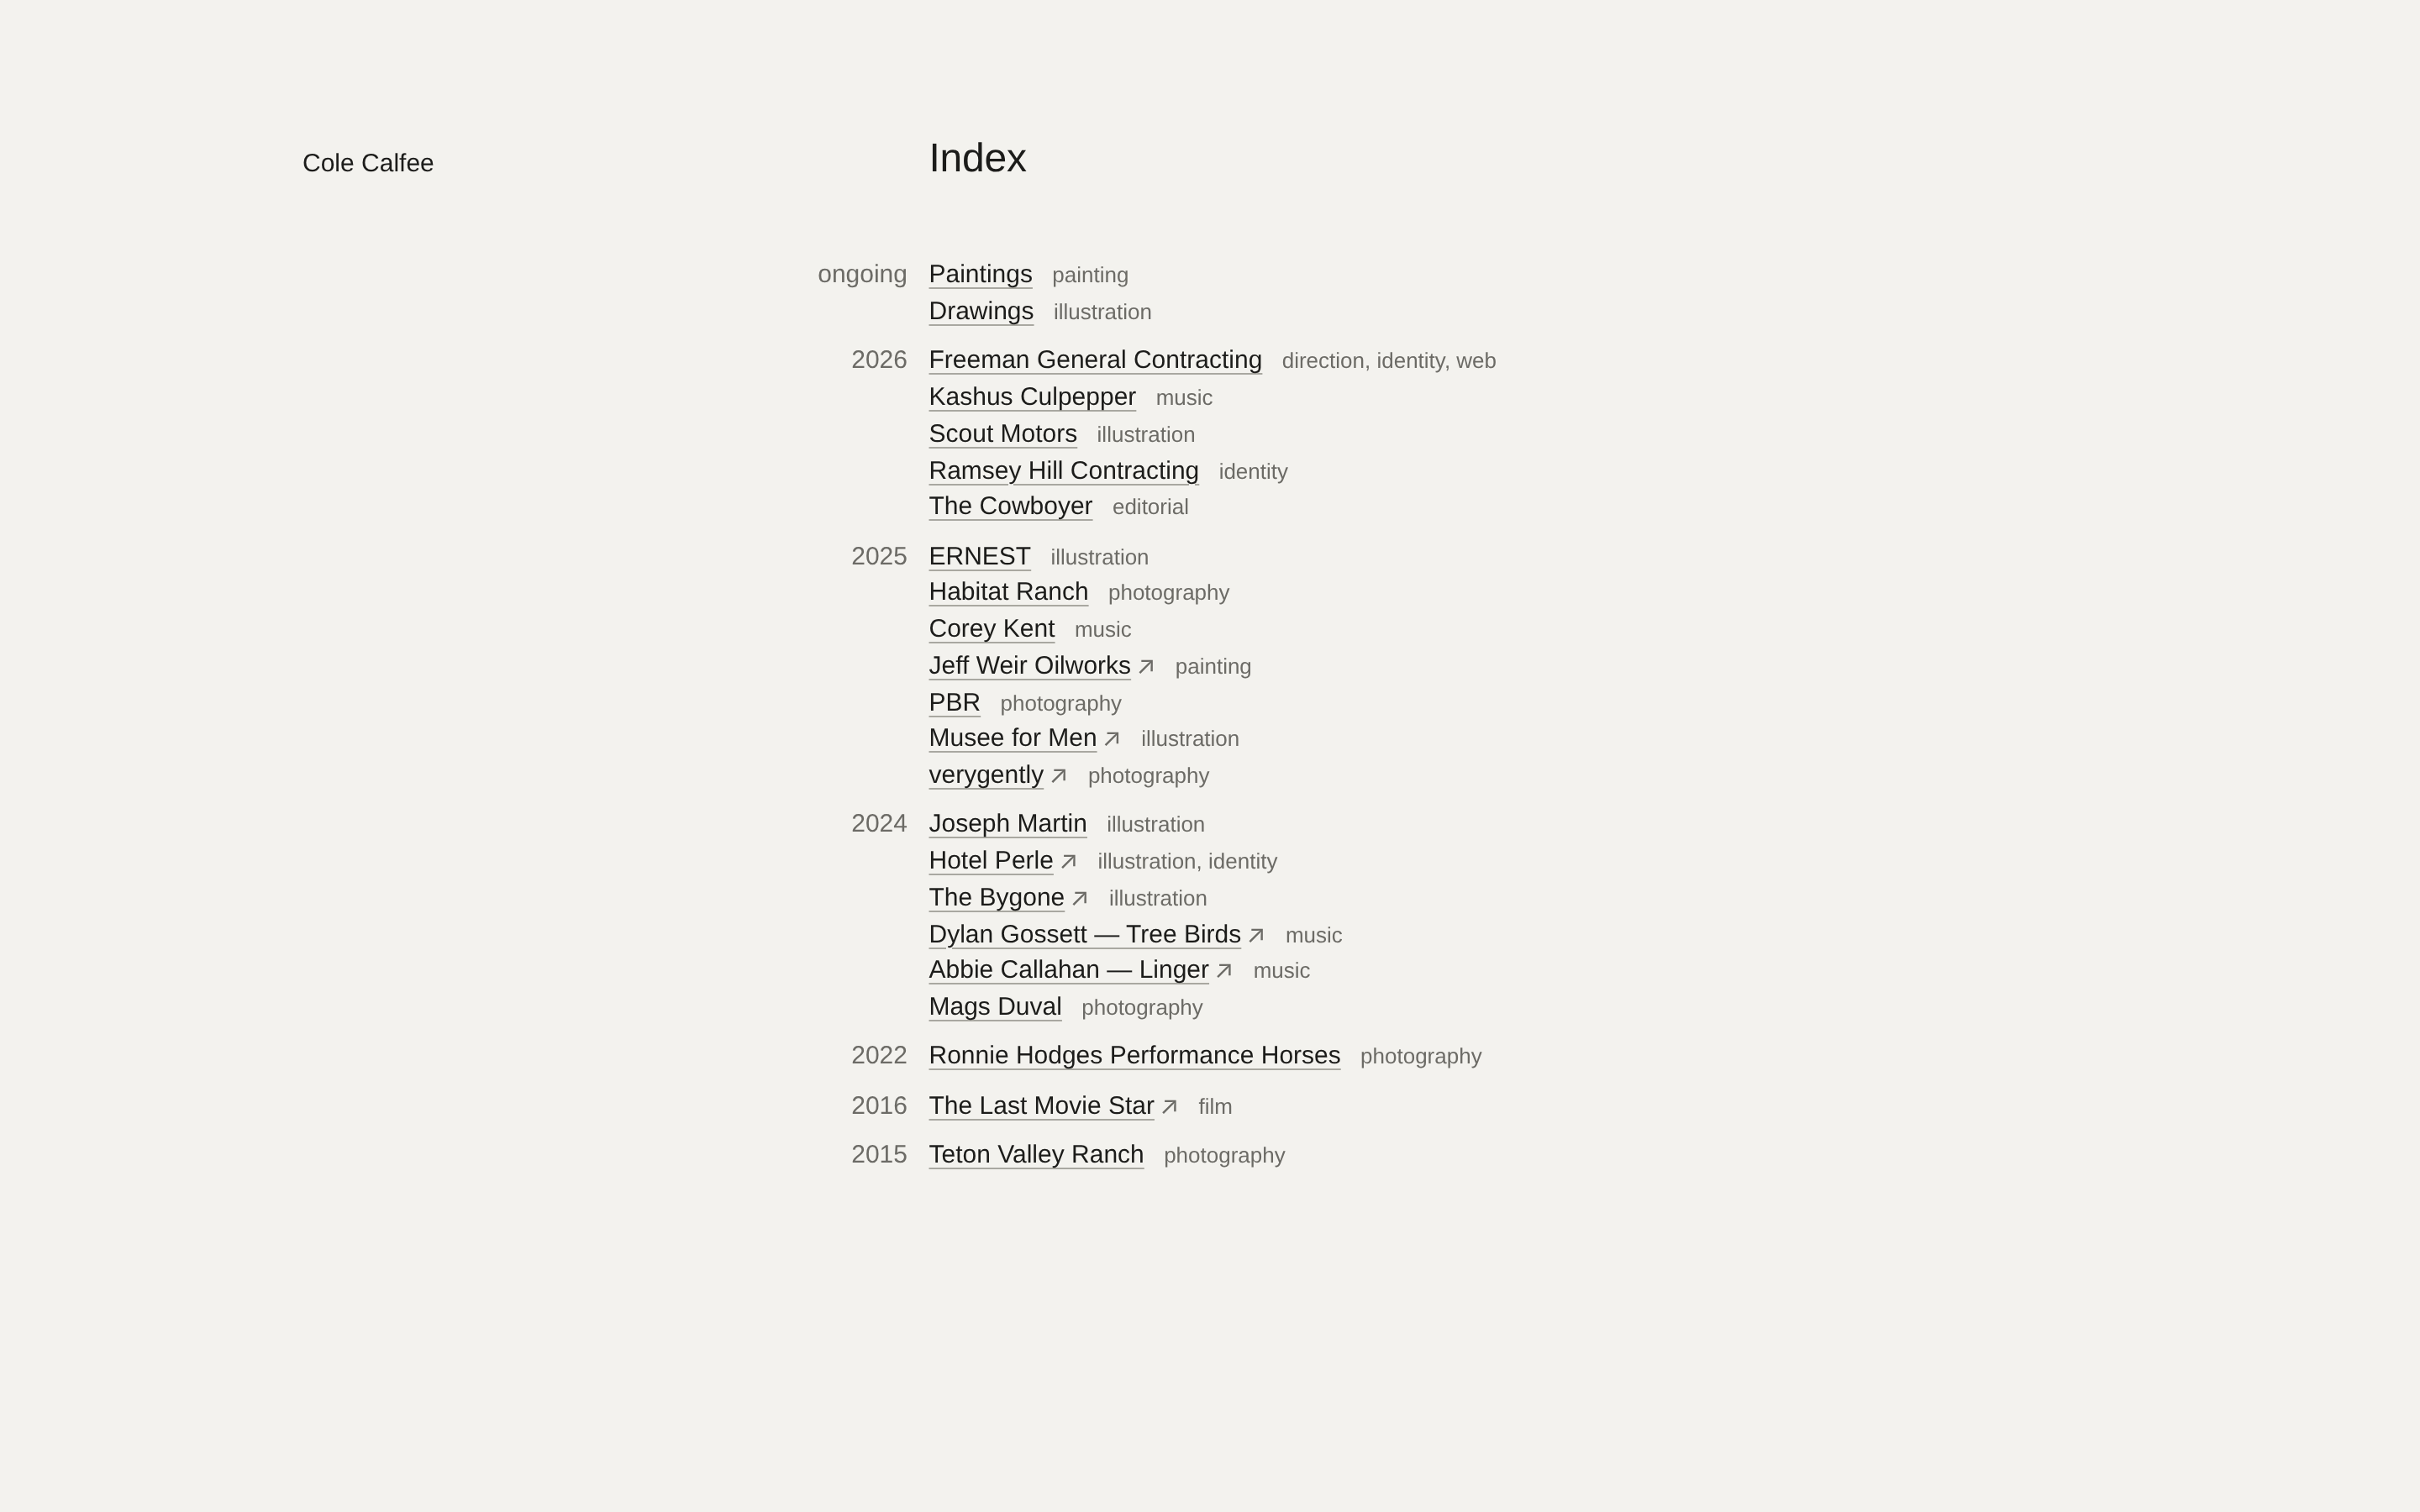 Cole Calfee
Index
ongoing Paintings painting
Drawings illustration
2026 Freeman General Contracting direction, identity, web
Kashus Culpepper music
Scout Motors illustration
Ramsey Hill Contracting identity
The Cowboyer editorial
2025 ERNEST illustration
Habitat Ranch photography
Corey Kent music
Jeff Weir Oilworks ↗ painting
PBR photography
Musee for Men ↗ illustration
verygently ↗ photography
2024 Joseph Martin illustration
Hotel Perle ↗ illustration, identity
The Bygone ↗ illustration
Dylan Gossett — Tree Birds ↗ music
Abbie Callahan — Linger ↗ music
Mags Duval photography
2022 Ronnie Hodges Performance Horses photography
2016 The Last Movie Star ↗ film
2015 Teton Valley Ranch photography